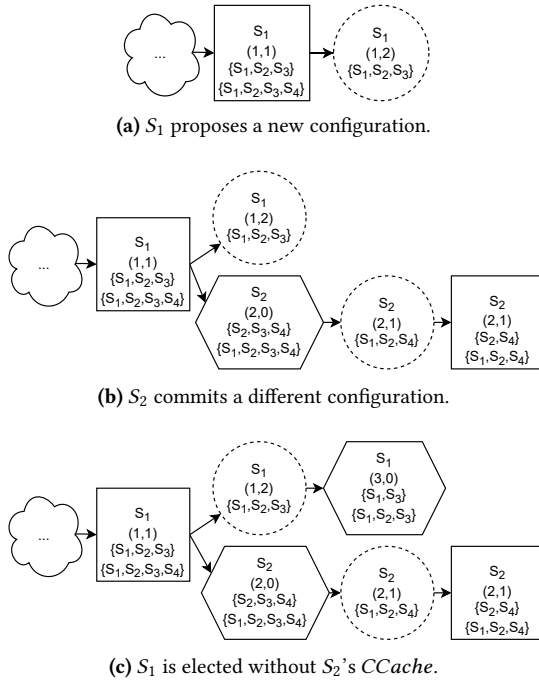 ...
S₁
(1,1)
{S₁,S₂,S₃}
{S₁,S₂,S₃,S₄}
S₁
(1,2)
{S₁,S₂,S₃}
(a) S₁ proposes a new configuration.
...
S₁
(1,1)
{S₁,S₂,S₃}
{S₁,S₂,S₃,S₄}
S₁
(1,2)
{S₁,S₂,S₃}
S₂
(2,0)
{S₂,S₃,S₄}
{S₁,S₂,S₃,S₄}
S₂
(2,1)
{S₁,S₂,S₄}
S₂
(2,1)
{S₂,S₄}
{S₁,S₂,S₄}
(b) S₂ commits a different configuration.
...
S₁
(1,1)
{S₁,S₂,S₃}
{S₁,S₂,S₃,S₄}
S₁
(1,2)
{S₁,S₂,S₃}
S₁
(3,0)
{S₁,S₃}
{S₁,S₂,S₃}
S₂
(2,0)
{S₂,S₃,S₄}
{S₁,S₂,S₃,S₄}
S₂
(2,1)
{S₁,S₂,S₄}
S₂
(2,1)
{S₂,S₄}
{S₁,S₂,S₄}
(c) S₁ is elected without S₂'s CCache.